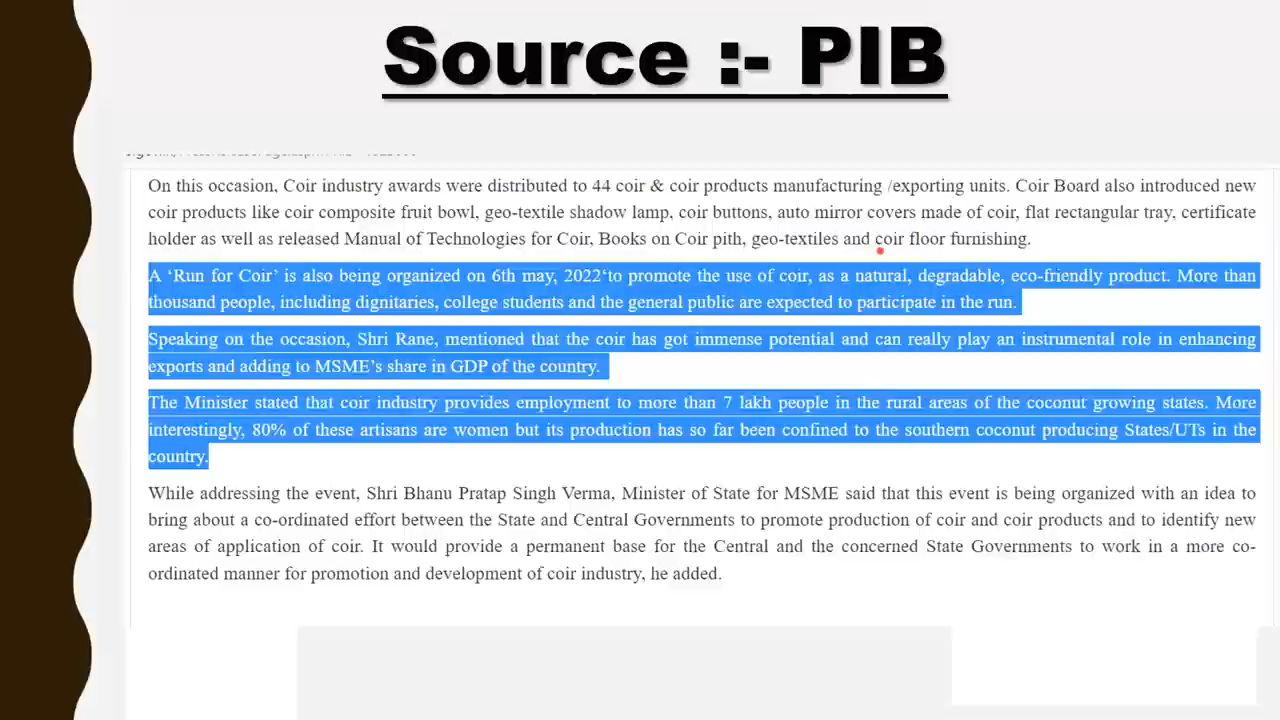 Source :- PIB
On this occasion, Coir industry awards were distributed to 44 coir & coir products manufacturing /exporting units. Coir Board also introduced new
coir products like coir composite fruit bowl, geo-textile shadow lamp, coir buttons, auto mirror covers made of coir, flat rectangular tray, certificate
holder as well as released Manual of Technologies for Coir, Books on Coir pith, geo-textiles and coir floor furnishing.
A ‘Run for Coir’ is also being organized on 6th may, 2022‘to promote the use of coir, as a natural, degradable, eco-friendly product. More than
thousand people, including dignitaries, college students and the general public are expected to participate in the run.
Speaking on the occasion, Shri Rane, mentioned that the coir has got immense potential and can really play an instrumental role in enhancing
exports and adding to MSME’s share in GDP of the country.
The Minister stated that coir industry provides employment to more than 7 lakh people in the rural areas of the coconut growing states. More
interestingly, 80% of these artisans are women but its production has so far been confined to the southern coconut producing States/UTs in the
country.
While addressing the event, Shri Bhanu Pratap Singh Verma, Minister of State for MSME said that this event is being organized with an idea to
bring about a co-ordinated effort between the State and Central Governments to promote production of coir and coir products and to identify new
areas of application of coir. It would provide a permanent base for the Central and the concerned State Governments to work in a more co-
ordinated manner for promotion and development of coir industry, he added.